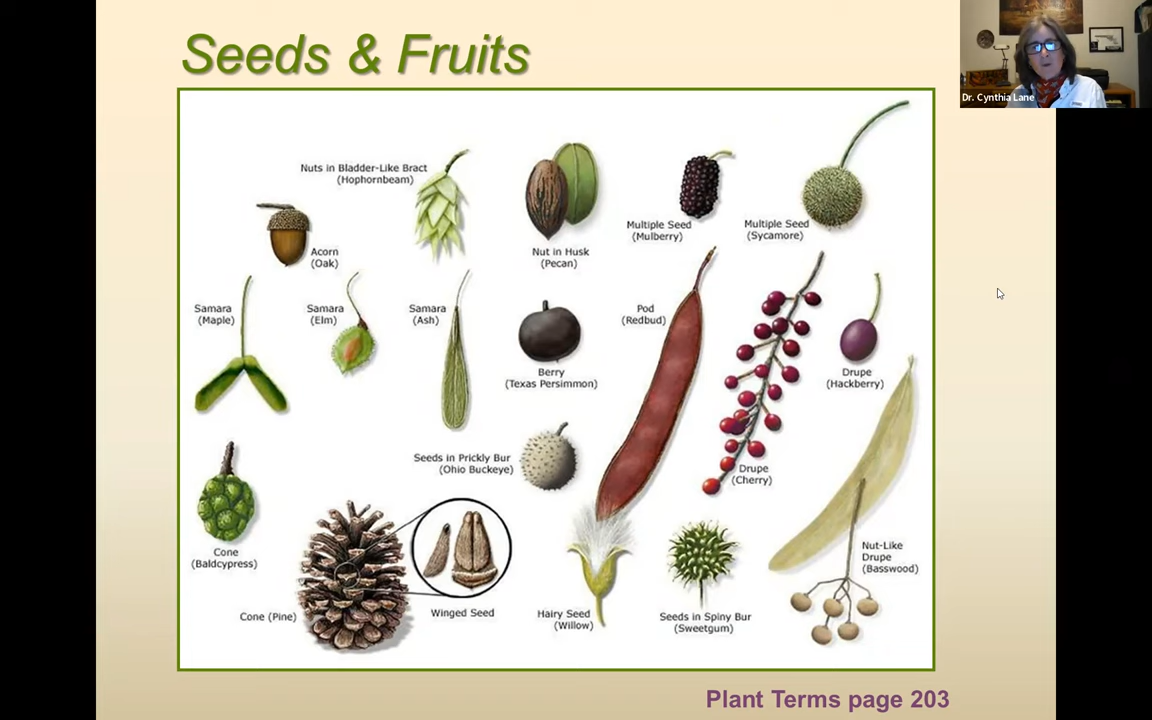 Seeds & Fruits
Dr. Cynthia Lane
Nuts in Bladder-Like Bract
(Hophornbeam)
Acorn
(Oak)
Nut in Husk
(Pecan)
Multiple Seed
(Mulberry)
Multiple Seed
(Sycamore)
Samara
(Maple)
Samara
(Elm)
Samara
(Ash)
Berry
(Texas Persimmon)
Pod
(Redbud)
Drupe
(Hackberry)
Seeds in Prickly Bur
(Ohio Buckeye)
Drupe
(Cherry)
Cone
(Baldcypress)
Cone (Pine)
Winged Seed
Hairy Seed
(Willow)
Seeds in Spiny Bur
(Sweetgum)
Nut-Like
Drupe
(Basswood)
Plant Terms page 203